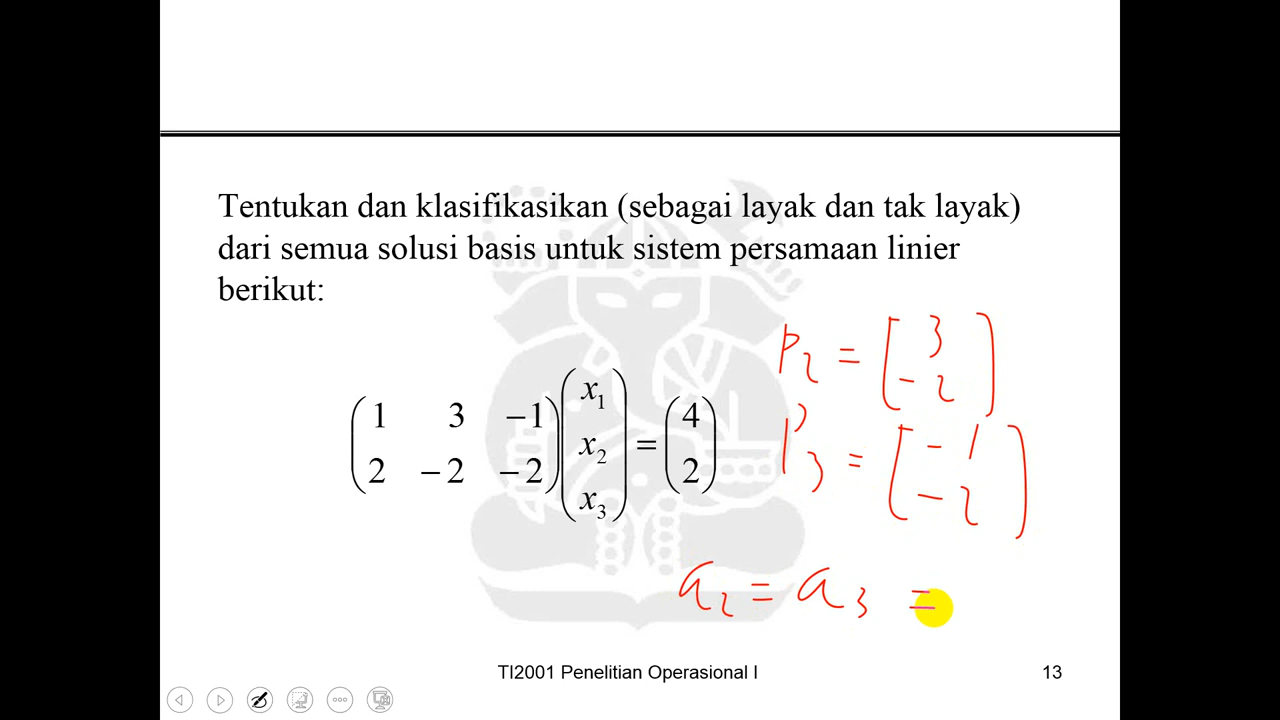 Tentukan dan klasifikasikan (sebagai layak dan tak layak)
dari semua solusi basis untuk sistem persamaan linier
berikut:
P2 = [3 -2]
(1 3 -1 2 -2 -2) (x₁ x₂ x₃) = (4 2)
P3 = [-1 -2]
a2 = a3 =
TI2001 Penelitian Operasional I
13